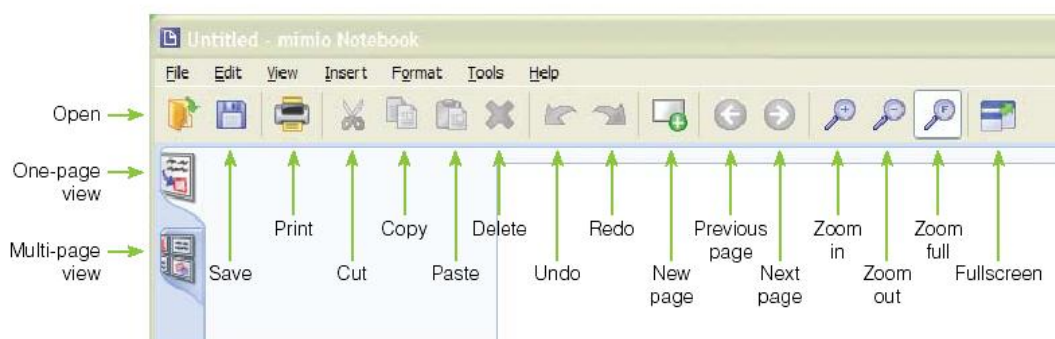 Untitled - mimio Notebook
File Edit View Insert Format Tools Help
Open
One-page
view
Multi-page
view
Print
Copy
Delete
Redo
Previous
page
Zoom
in
Zoom
full
Save
Cut
Paste
Undo
New
page
Next
page
Zoom
out
Fullscreen